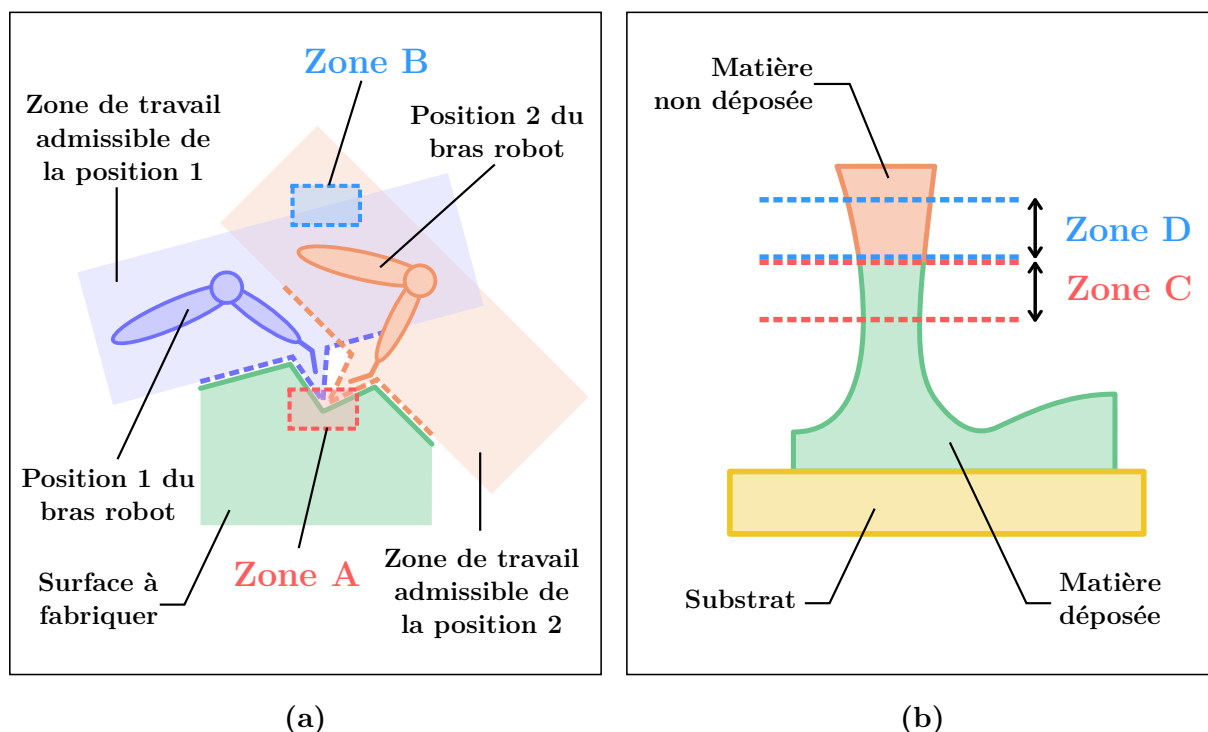 Zone B
Zone de travail
admissible de
la position 1
Position 2 du
bras robot
Position 1 du
bras robot
Zone A
Surface à
fabriquer
Zone de travail
admissible de
la position 2
(a)
Matière
non déposée
Zone D
Zone C
Substrat
Matière
déposée
(b)